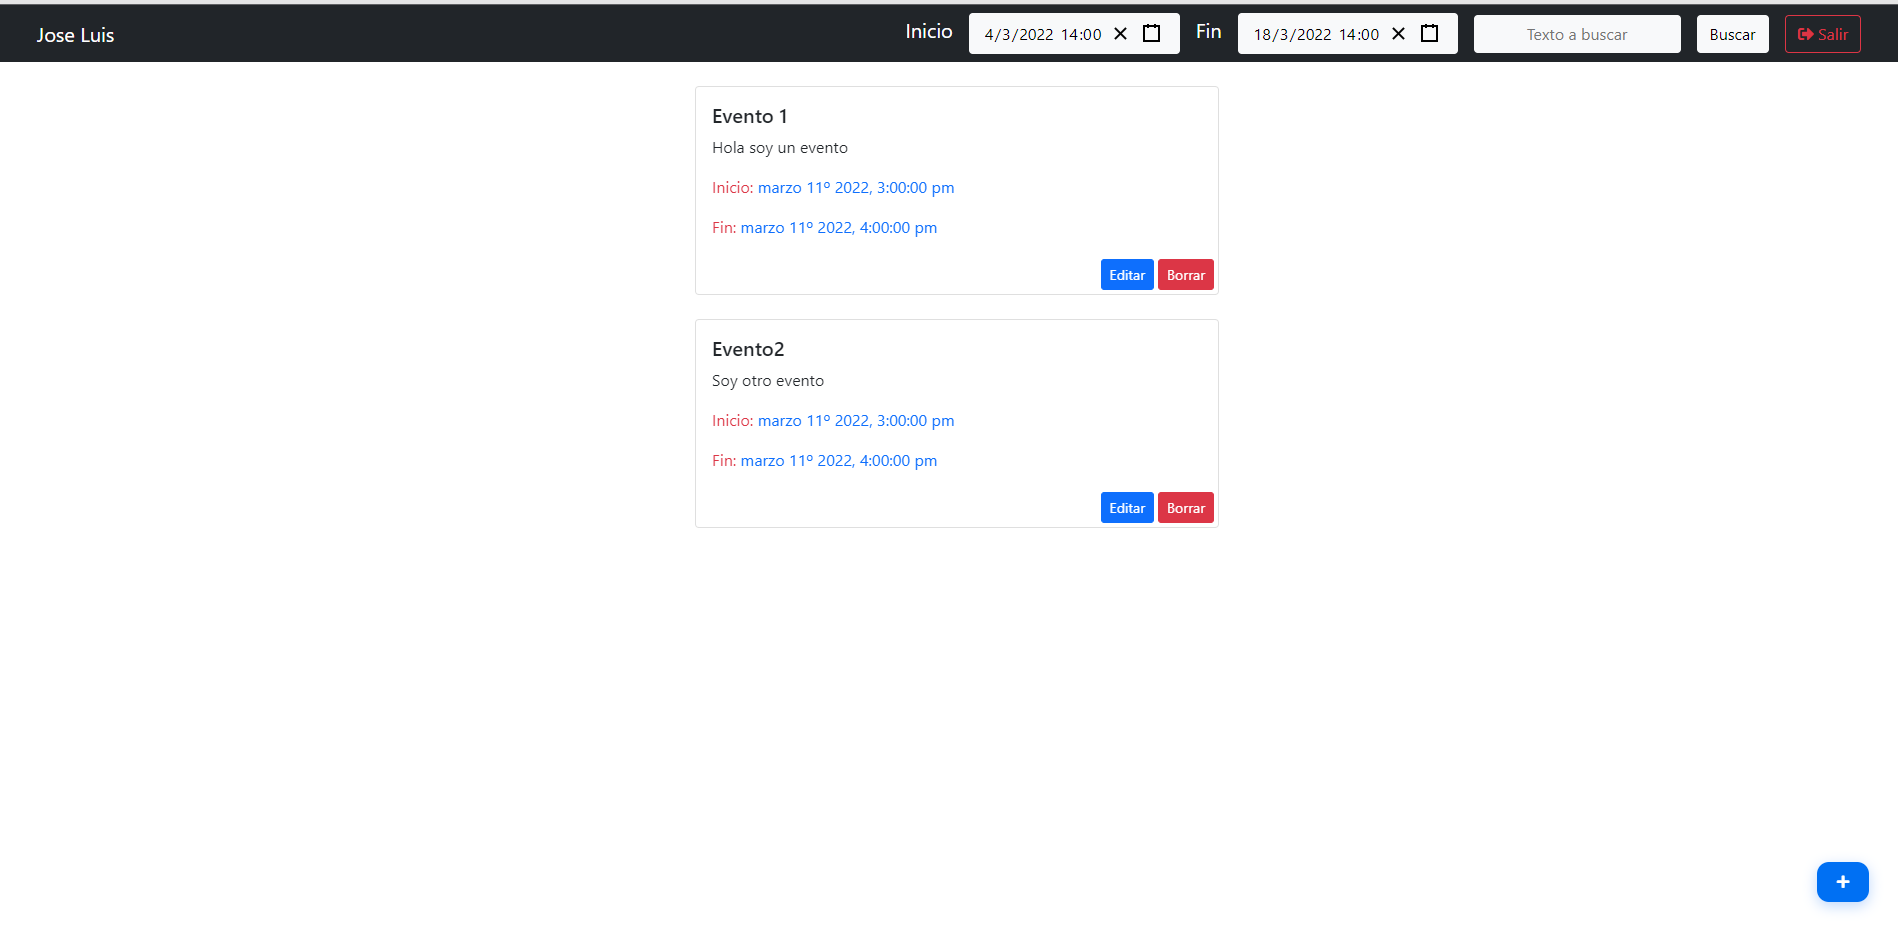 Jose Luis Inicio 4/3/2022 14:00 Fin 18/3/2022 14:00 Texto a buscar Buscar Salir
Evento 1
Hola soy un evento
Inicio: marzo 11º 2022, 3:00:00 pm
Fin: marzo 11º 2022, 4:00:00 pm
Editar Borrar
Evento2
Soy otro evento
Inicio: marzo 11º 2022, 3:00:00 pm
Fin: marzo 11º 2022, 4:00:00 pm
Editar Borrar
+